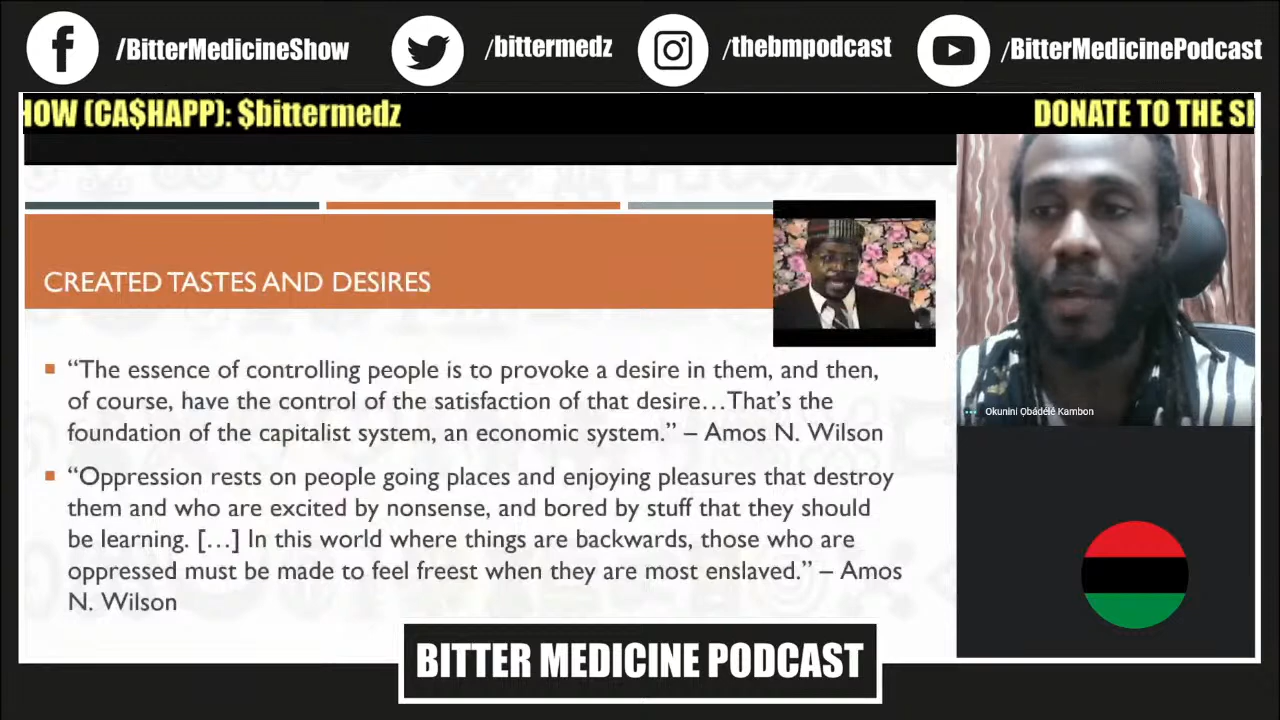 /BitterMedicineShow
/bittermedz
/thebmpodcast
/BitterMedicinePodcast
HOW (CA$HAPP): $bittermedz
DONATE TO THE SH
CREATED TASTES AND DESIRES
“The essence of controlling people is to provoke a desire in them, and then,
of course, have the control of the satisfaction of that desire…That’s the
foundation of the capitalist system, an economic system.” – Amos N. Wilson
“Oppression rests on people going places and enjoying pleasures that destroy
them and who are excited by nonsense, and bored by stuff that they should
be learning. […] In this world where things are backwards, those who are
oppressed must be made to feel freest when they are most enslaved.” – Amos
N. Wilson
Okunini Ọbádélé Kambon
BITTER MEDICINE PODCAST